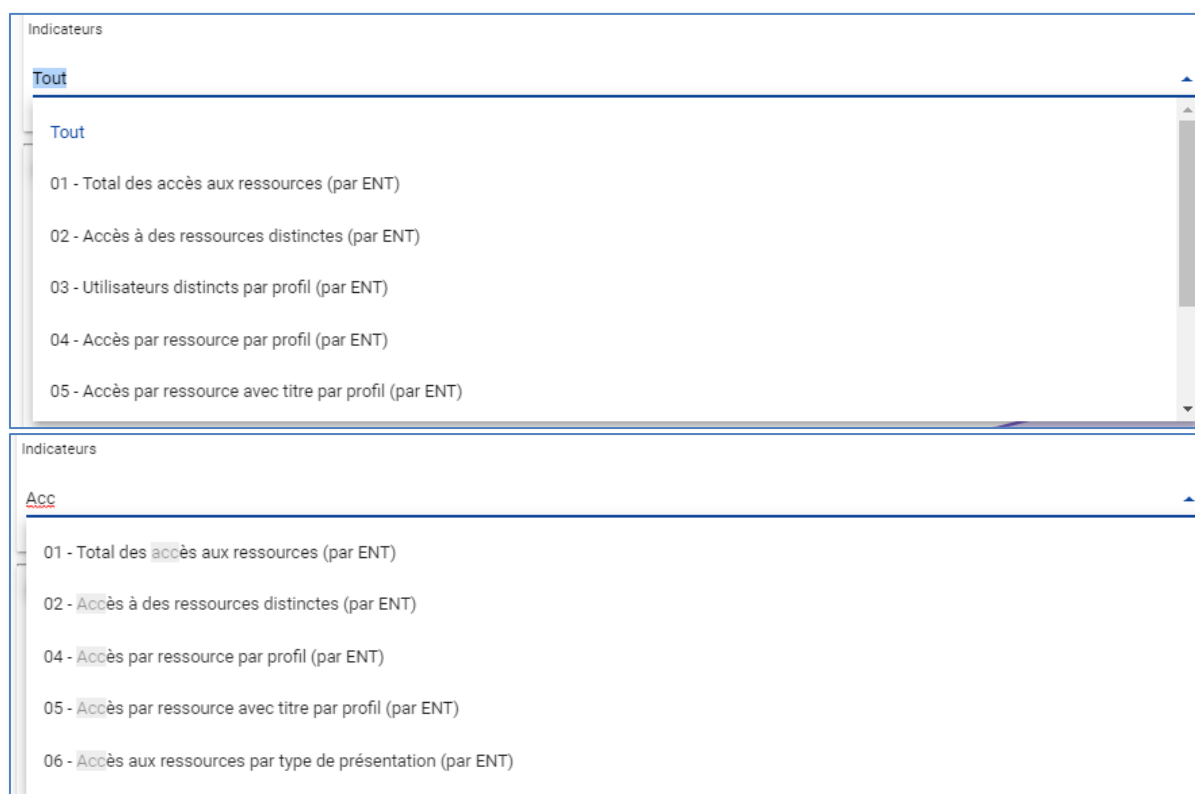 Indicateurs
Tout
Tout
01 - Total des accès aux ressources (par ENT)
02 - Accès à des ressources distinctes (par ENT)
03 - Utilisateurs distincts par profil (par ENT)
04 - Accès par ressource par profil (par ENT)
05 - Accès par ressource avec titre par profil (par ENT)
Indicateurs
Acc
01 - Total des accès aux ressources (par ENT)
02 - Accès à des ressources distinctes (par ENT)
04 - Accès par ressource par profil (par ENT)
05 - Accès par ressource avec titre par profil (par ENT)
06 - Accès aux ressources par type de présentation (par ENT)